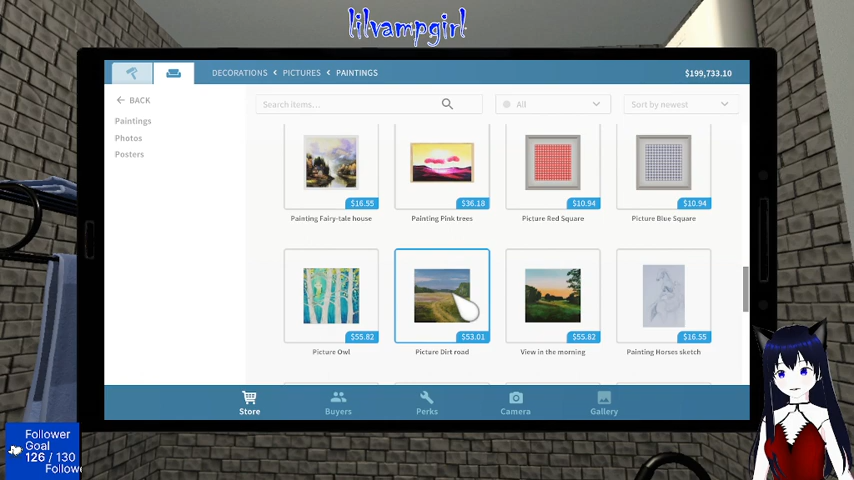 lilvampgirl
DECORATIONS < PICTURES < PAINTINGS
$199,733.10
BACK
Search items...
All
Sort by newest
Paintings
Photos
Posters
$16.55
$36.18
$10.94
$10.94
Painting Fairy-tale house
Painting Pink trees
Picture Red Square
Picture Blue Square
$55.82
$53.01
$55.82
$16.55
Picture Owl
Picture Dirt road
View in the morning
Painting Horses sketch
Store
Buyers
Perks
Camera
Gallery
Follower
Goal
126 / 130
Followe